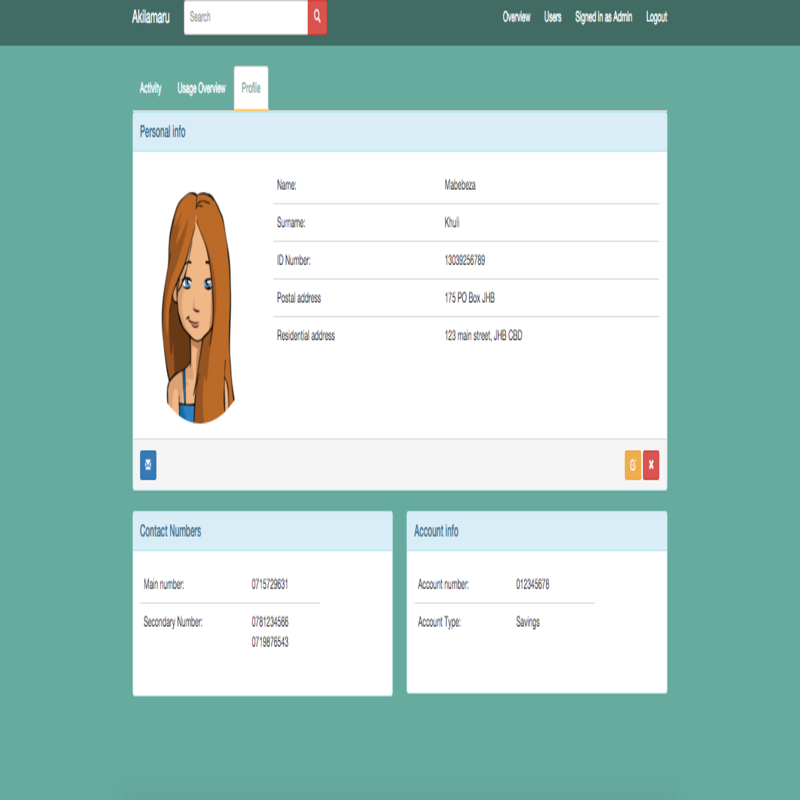 Akilamaru Search Overview Users Signed in as Admin Logout
Activity Usage Overview Profile
Personal info
Name: Mabebeza
Surname: Khuli
ID Number: 13039256789
Postal address 175 PO Box JHB
Residential address 123 main street, JHB CBD
Contact Numbers
Main number: 0715729631
Secondary Number: 0781234566
0719876543
Account info
Account number: 012345678
Account Type: Savings